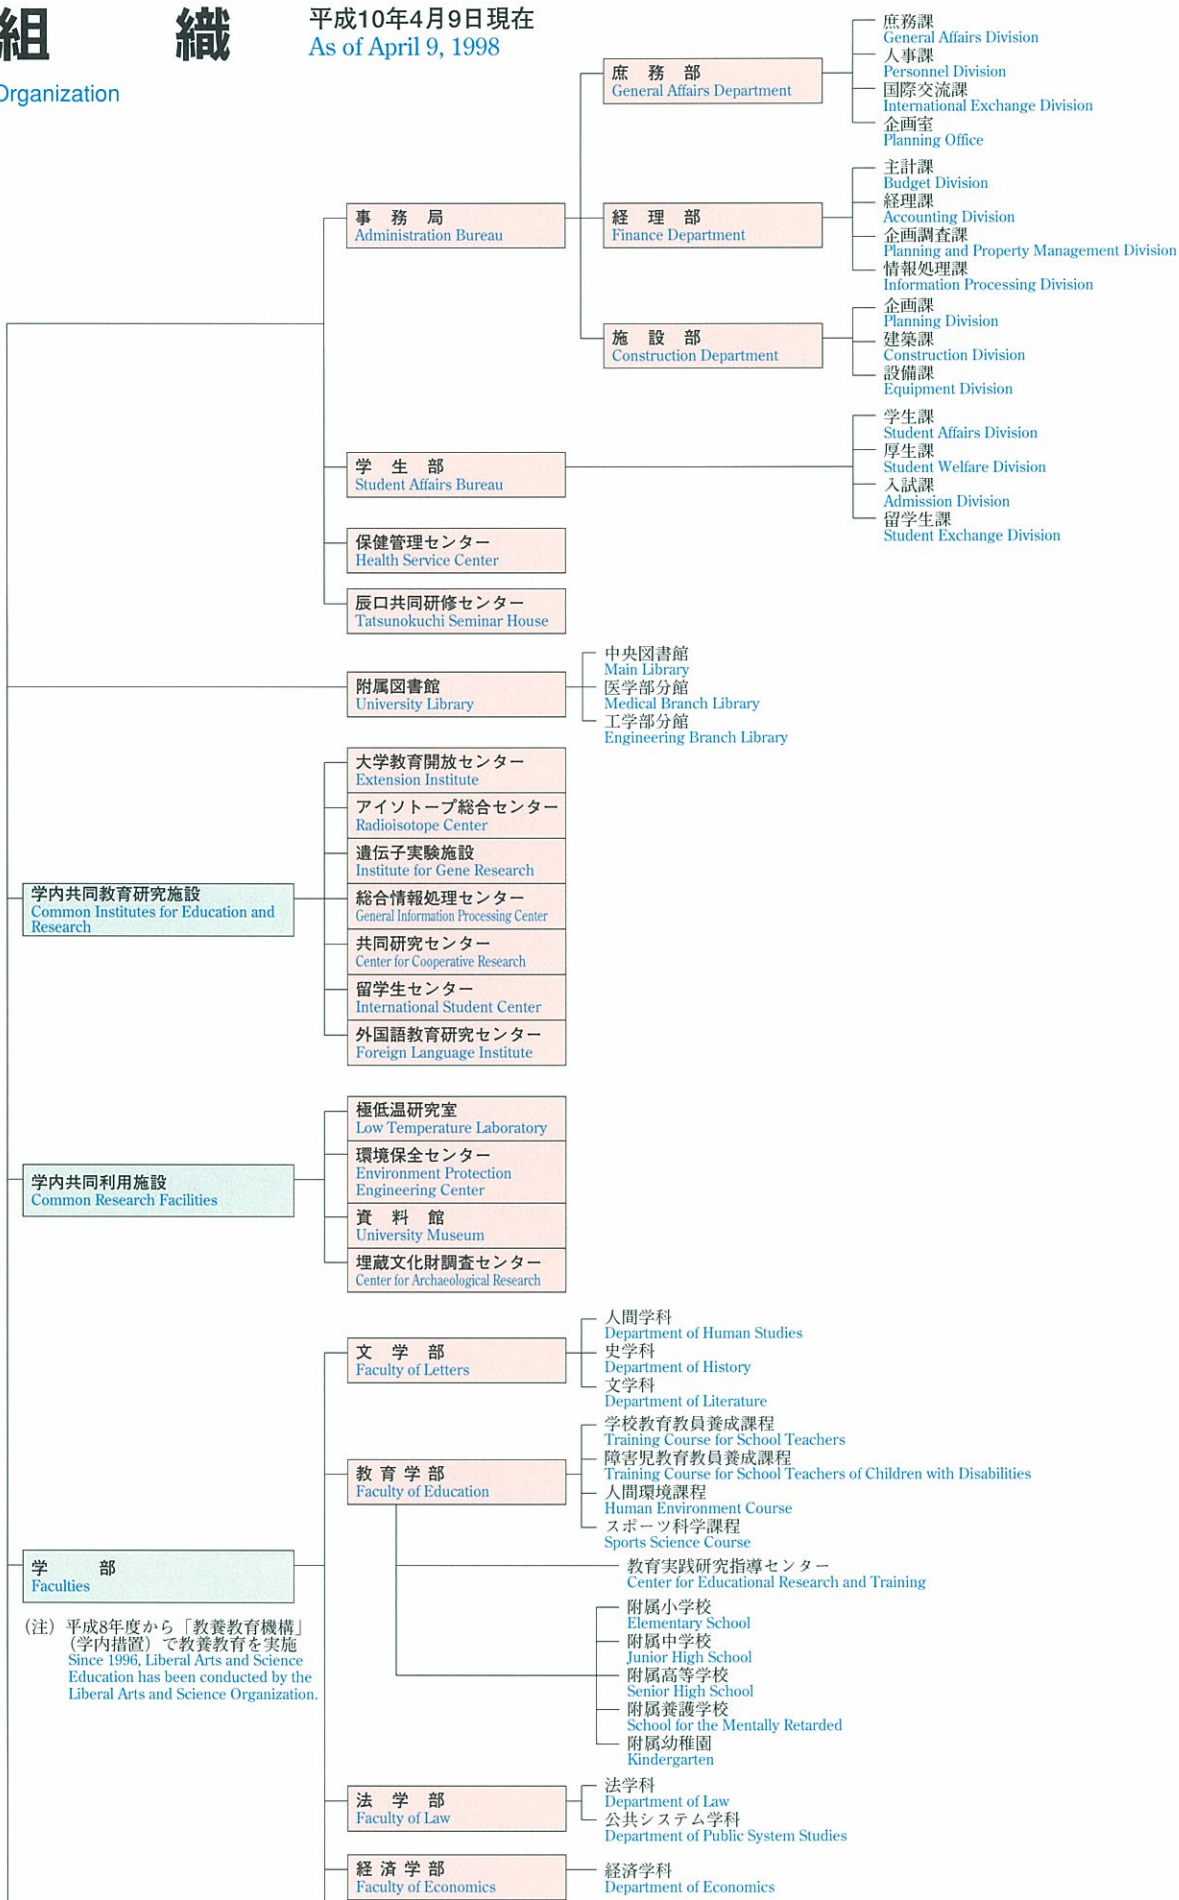 組 織
Organization
平成10年4月9日現在
As of April 9, 1998
事務局
Administration Bureau
庶務部
General Affairs Department
庶務課
General Affairs Division
人事課
Personnel Division
国際交流課
International Exchange Division
企画室
Planning Office
経理部
Finance Department
主計課
Budget Division
経理課
Accounting Division
企画調査課
Planning and Property Management Division
情報処理課
Information Processing Division
施設部
Construction Department
企画課
Planning Division
建築課
Construction Division
設備課
Equipment Division
学生部
Student Affairs Bureau
学生課
Student Affairs Division
厚生課
Student Welfare Division
入試課
Admission Division
留学生課
Student Exchange Division
保健管理センター
Health Service Center
辰口共同研修センター
Tatsunokuchi Seminar House
附属図書館
University Library
中央図書館
Main Library
医学部分館
Medical Branch Library
工学部分館
Engineering Branch Library
学内共同教育研究施設
Common Institutes for Education and
Research
大学教育開放センター
Extension Institute
アイソトープ総合センター
Radioisotope Center
遺伝子実験施設
Institute for Gene Research
総合情報処理センター
General Information Processing Center
共同研究センター
Center for Cooperative Research
留学生センター
International Student Center
外国語教育研究センター
Foreign Language Institute
学内共同利用施設
Common Research Facilities
極低温研究室
Low Temperature Laboratory
環境保全センター
Environment Protection
Engineering Center
資料館
University Museum
埋蔵文化財調査センター
Center for Archaeological Research
学部
Faculties
(注) 平成8年度から「教養教育機構」
(学内措置)で教養教育を実施
Since 1996, Liberal Arts and Science
Education has been conducted by the
Liberal Arts and Science Organization.
文学部
Faculty of Letters
人間学科
Department of Human Studies
史学科
Department of History
文学科
Department of Literature
教育学部
Faculty of Education
学校教育教員養成課程
Training Course for School Teachers
障害児教育教員養成課程
Training Course for School Teachers of Children with Disabilities
人間環境課程
Human Environment Course
スポーツ科学課程
Sports Science Course
教育実践研究指導センター
Center for Educational Research and Training
附属小学校
Elementary School
附属中学校
Junior High School
附属高等学校
Senior High School
附属養護学校
School for the Mentally Retarded
附属幼稚園
Kindergarten
法学部
Faculty of Law
法学科
Department of Law
公共システム学科
Department of Public System Studies
経済学部
Faculty of Economics
経済学科
Department of Economics